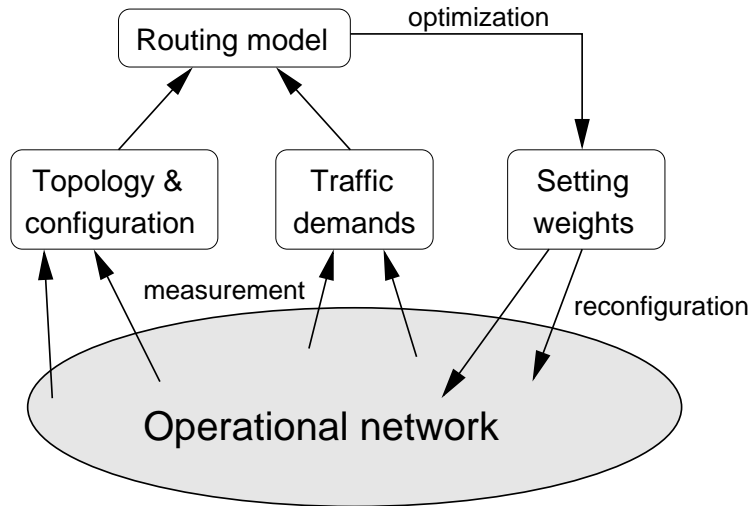 optimization
Routing model
Topology &
configuration
Traffic
demands
Setting
weights
measurement
reconfiguration
Operational network